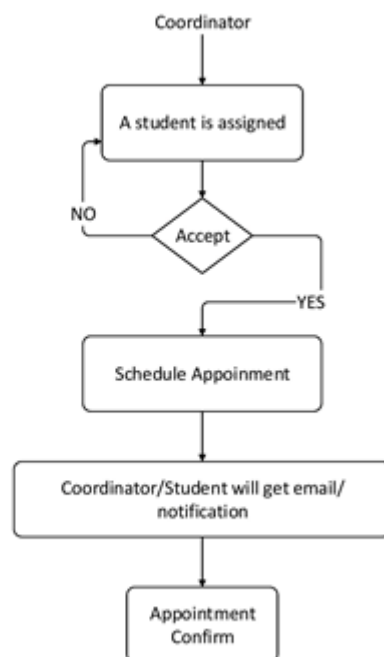 Coordinator
A student is assigned
NO
Accept
YES
Schedule Appoinment
Coordinator/Student will get email/
notification
Appointment
Confirm